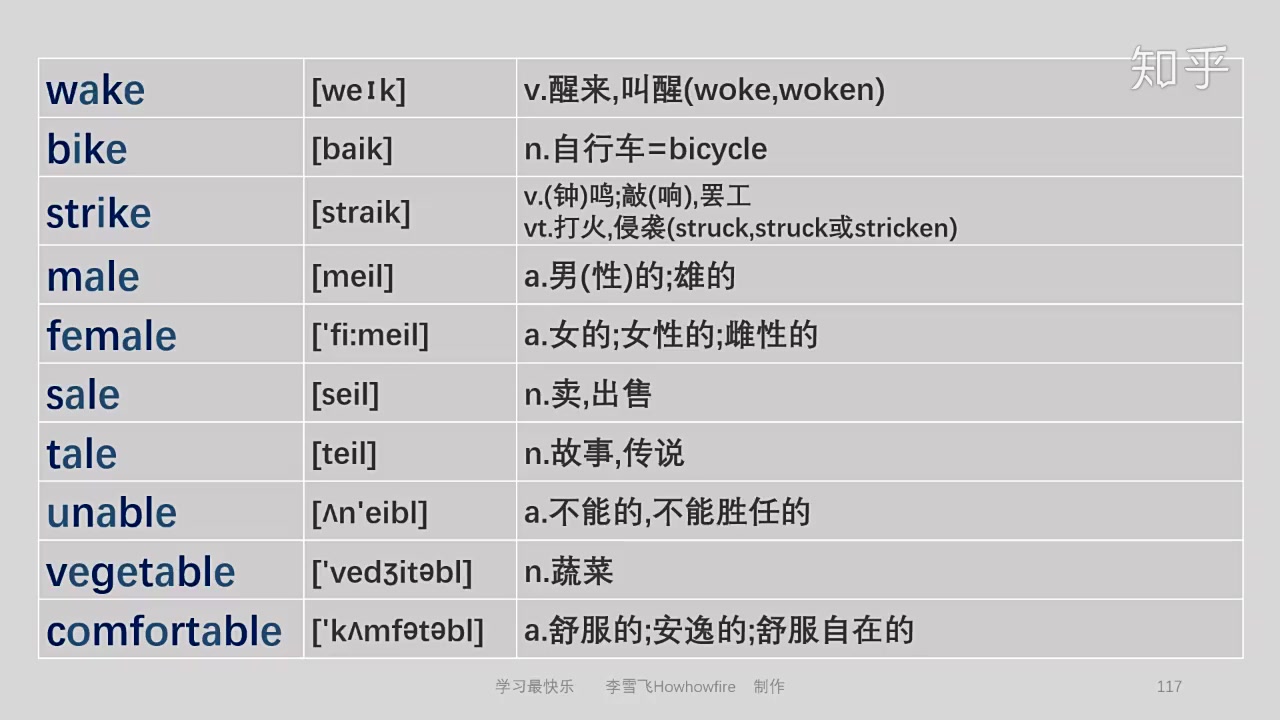 知乎
wake [weɪk] v.醒来,叫醒(woke,woken)
bike [baik] n.自行车=bicycle
strike [straik] v.(钟)鸣;敲(响),罢工
vt.打火,侵袭(struck,struck或stricken)
male [meil] a.男(性)的;雄的
female ['fi:meil] a.女的;女性的;雌性的
sale [seil] n.卖,出售
tale [teil] n.故事,传说
unable [ʌn'eibl] a.不能的,不能胜任的
vegetable ['vedʒitəbl] n.蔬菜
comfortable ['kʌmfətəbl] a.舒服的;安逸的;舒服自在的
学习最快乐 李雪飞Howhowfire 制作 117